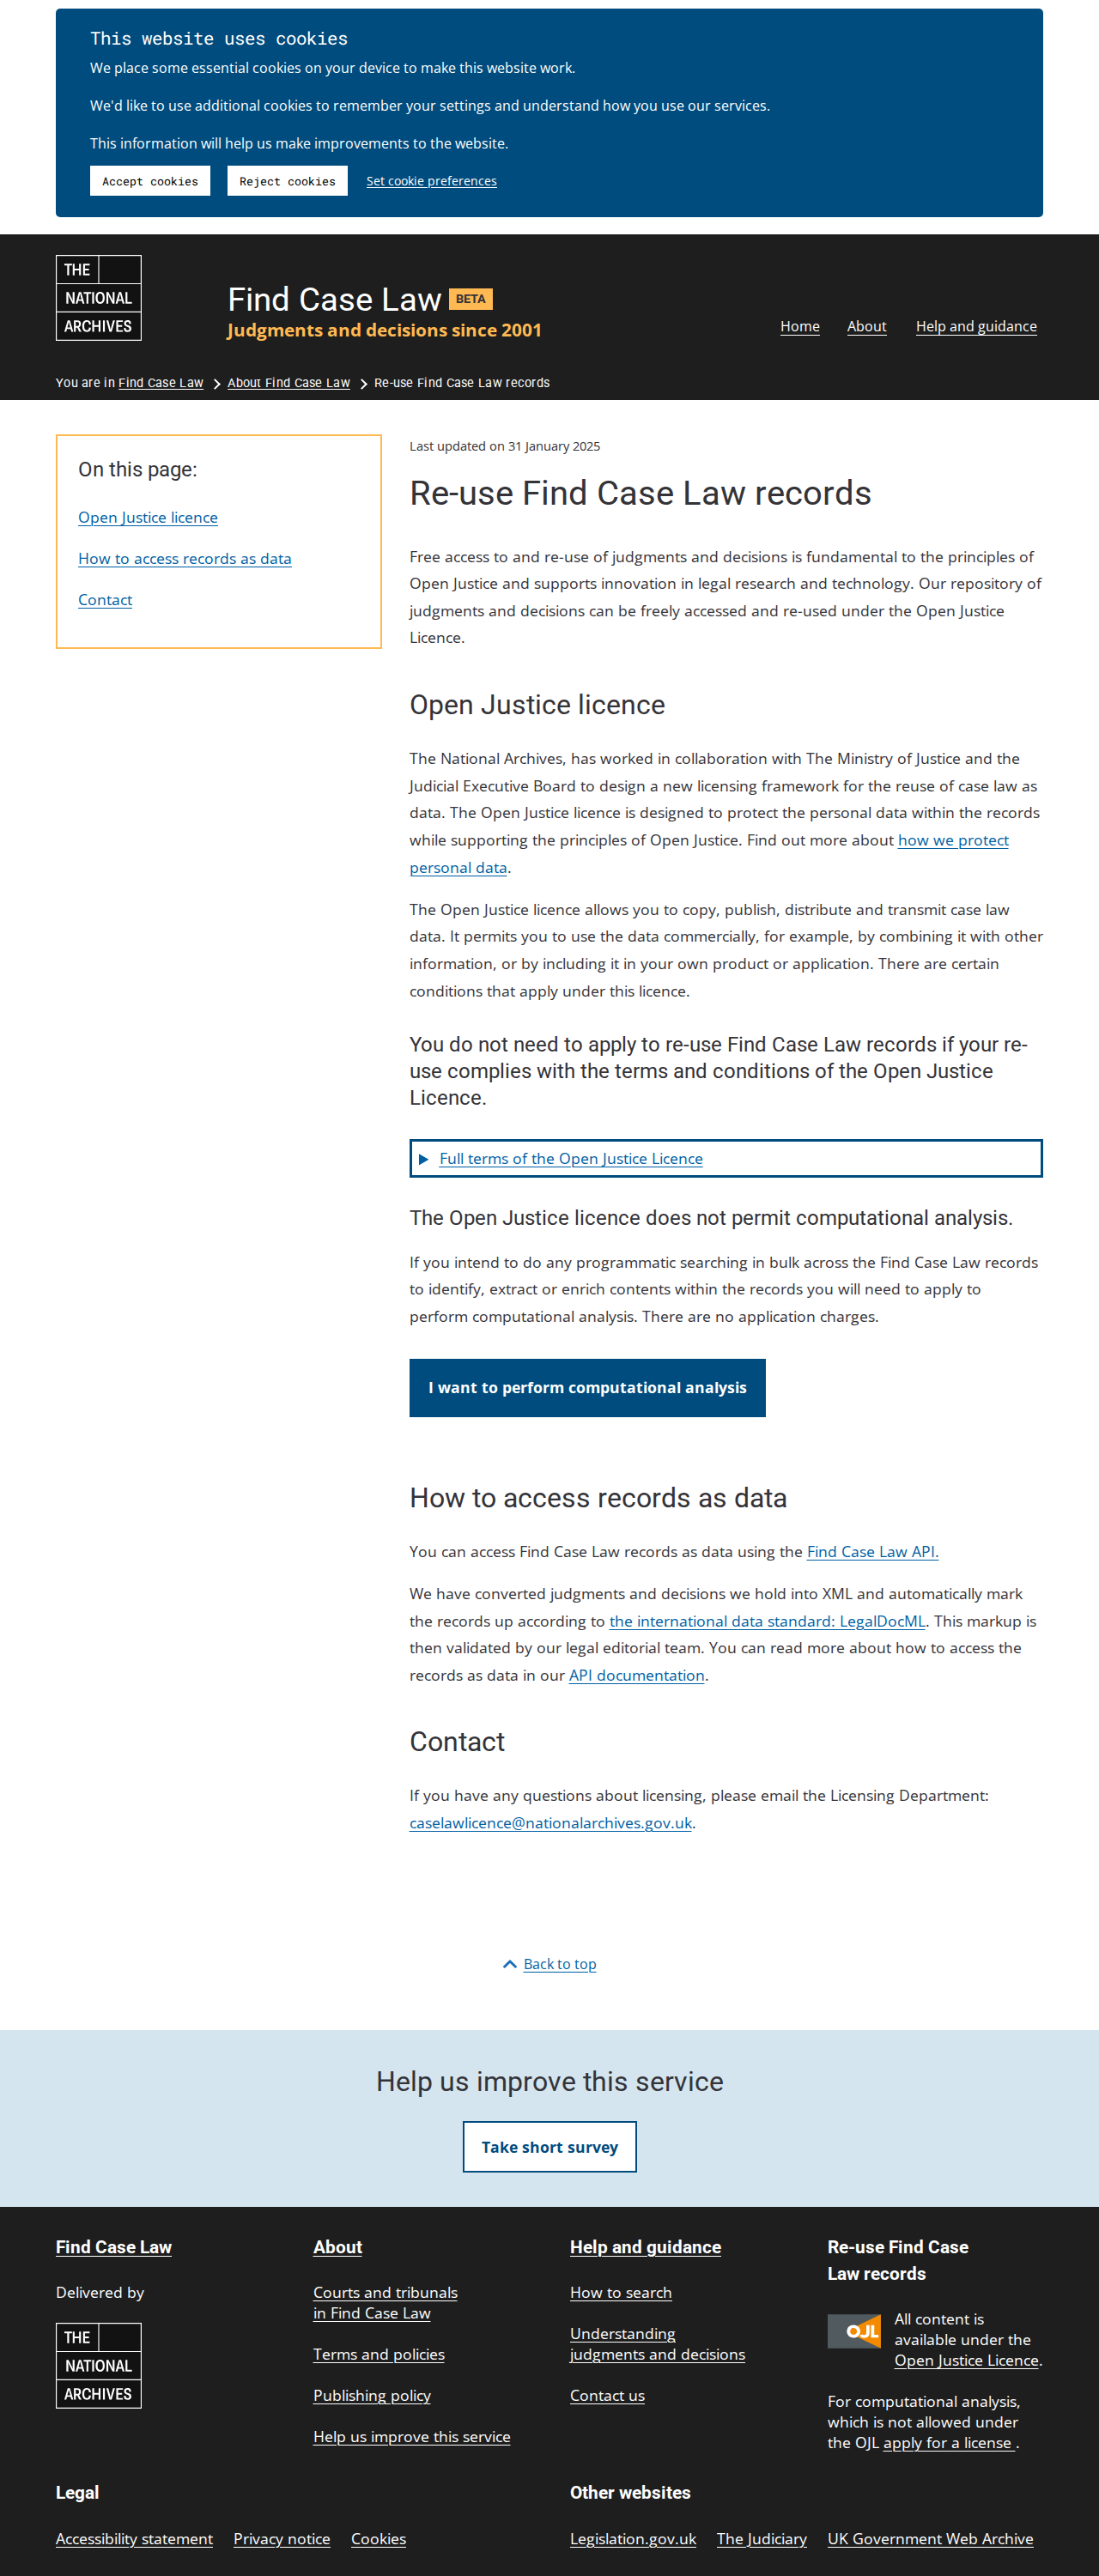 This website uses cookies
We place some essential cookies on your device to make this website work.
We'd like to use additional cookies to remember your settings and understand how you use our services.
This information will help us make improvements to the website.
Accept cookies Reject cookies Set cookie preferences
THE
NATIONAL
ARCHIVES
Find Case Law BETA
Judgments and decisions since 2001
Home About Help and guidance
You are in Find Case Law About Find Case Law Re-use Find Case Law records
On this page:
Open Justice licence
How to access records as data
Contact
Last updated on 31 January 2025
Re-use Find Case Law records
Free access to and re-use of judgments and decisions is fundamental to the principles of
Open Justice and supports innovation in legal research and technology. Our repository of
judgments and decisions can be freely accessed and re-used under the Open Justice
Licence.
Open Justice licence
The National Archives, has worked in collaboration with The Ministry of Justice and the
Judicial Executive Board to design a new licensing framework for the reuse of case law as
data. The Open Justice licence is designed to protect the personal data within the records
while supporting the principles of Open Justice. Find out more about how we protect
personal data.
The Open Justice licence allows you to copy, publish, distribute and transmit case law
data. It permits you to use the data commercially, for example, by combining it with other
information, or by including it in your own product or application. There are certain
conditions that apply under this licence.
You do not need to apply to re-use Find Case Law records if your re-
use complies with the terms and conditions of the Open Justice
Licence.
Full terms of the Open Justice Licence
The Open Justice licence does not permit computational analysis.
If you intend to do any programmatic searching in bulk across the Find Case Law records
to identify, extract or enrich contents within the records you will need to apply to
perform computational analysis. There are no application charges.
I want to perform computational analysis
How to access records as data
You can access Find Case Law records as data using the Find Case Law API.
We have converted judgments and decisions we hold into XML and automatically mark
the records up according to the international data standard: LegalDocML. This markup is
then validated by our legal editorial team. You can read more about how to access the
records as data in our API documentation.
Contact
If you have any questions about licensing, please email the Licensing Department:
caselawlicence@nationalarchives.gov.uk.
Back to top
Help us improve this service
Take short survey
Find Case Law
Delivered by
THE
NATIONAL
ARCHIVES
About
Courts and tribunals
in Find Case Law
Terms and policies
Publishing policy
Help us improve this service
Help and guidance
How to search
Understanding
judgments and decisions
Contact us
Re-use Find Case
Law records
OJL
All content is
available under the
Open Justice Licence.
For computational analysis,
which is not allowed under
the OJL apply for a license .
Legal
Accessibility statement Privacy notice Cookies
Other websites
Legislation.gov.uk The Judiciary UK Government Web Archive